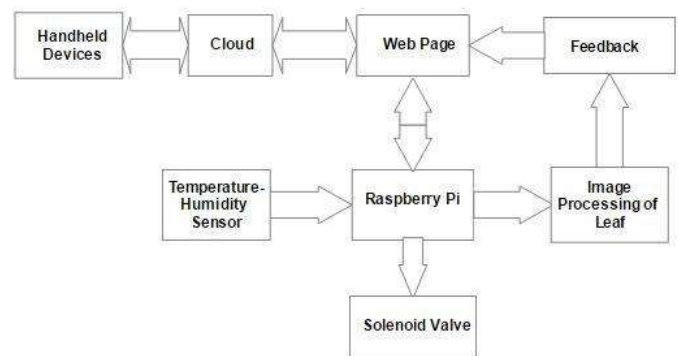 Handheld
Devices
Cloud
Web Page
Feedback
Temperature-
Humidity
Sensor
Raspberry Pi
Image
Processing of
Leaf
Solenoid Valve